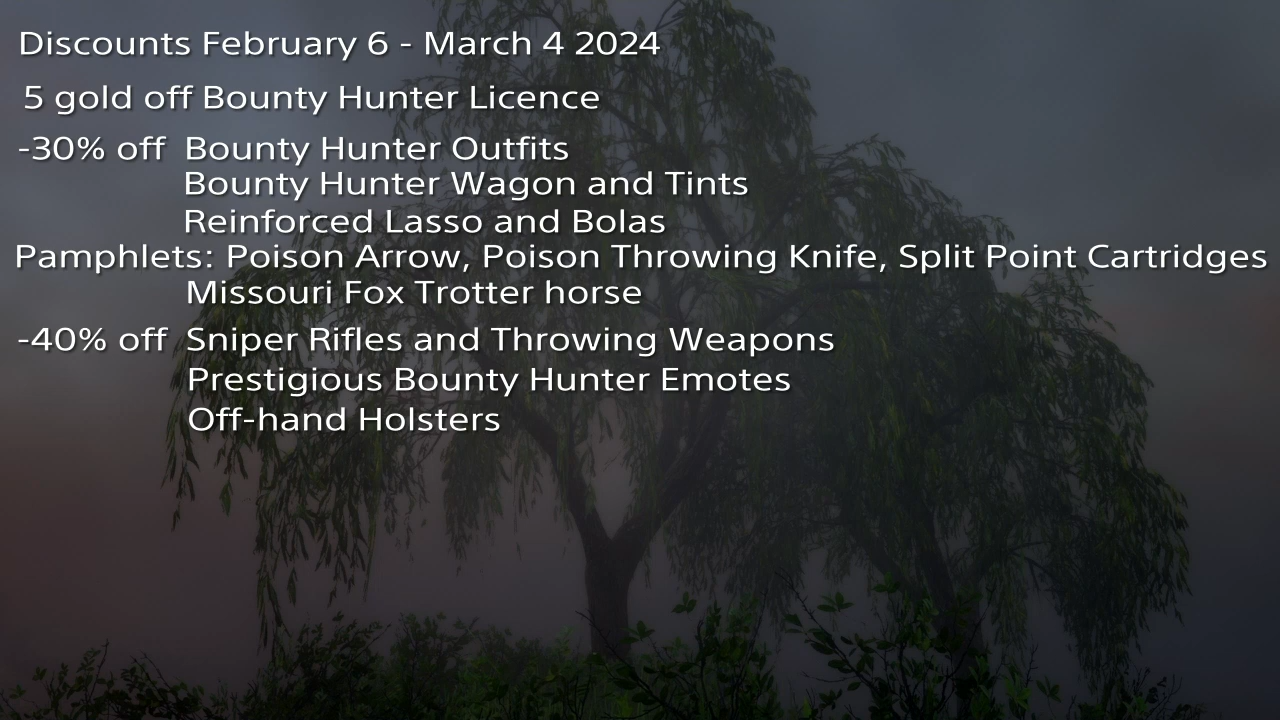 Discounts February 6 - March 4 2024
5 gold off Bounty Hunter Licence
-30% off Bounty Hunter Outfits
Bounty Hunter Wagon and Tints
Reinforced Lasso and Bolas
Pamphlets: Poison Arrow, Poison Throwing Knife, Split Point Cartridges
Missouri Fox Trotter horse
-40% off Sniper Rifles and Throwing Weapons
Prestigious Bounty Hunter Emotes
Off-hand Holsters